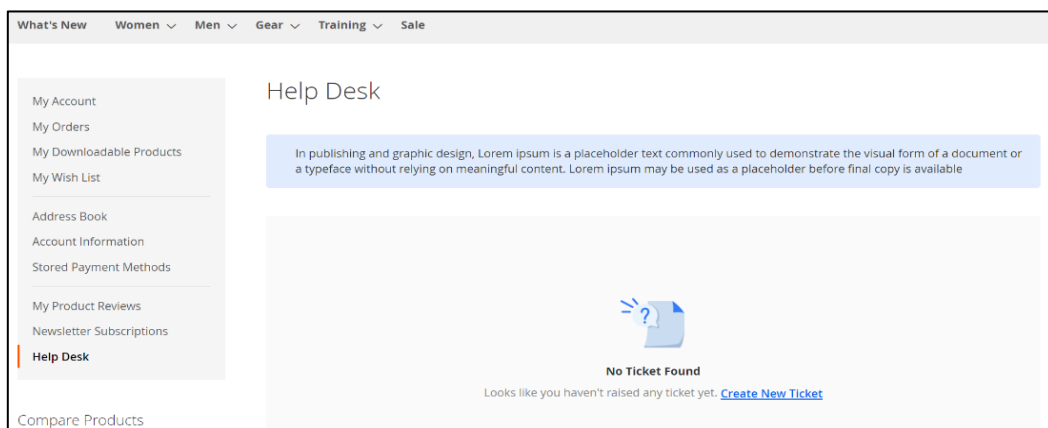 What's New Women Men Gear Training Sale
Help Desk
My Account
My Orders
My Downloadable Products
My Wish List
Address Book
Account Information
Stored Payment Methods
My Product Reviews
Newsletter Subscriptions
Help Desk
Compare Products
In publishing and graphic design, Lorem ipsum is a placeholder text commonly used to demonstrate the visual form of a document or
a typeface without relying on meaningful content. Lorem ipsum may be used as a placeholder before final copy is available
?
No Ticket Found
Looks like you haven't raised any ticket yet. Create New Ticket